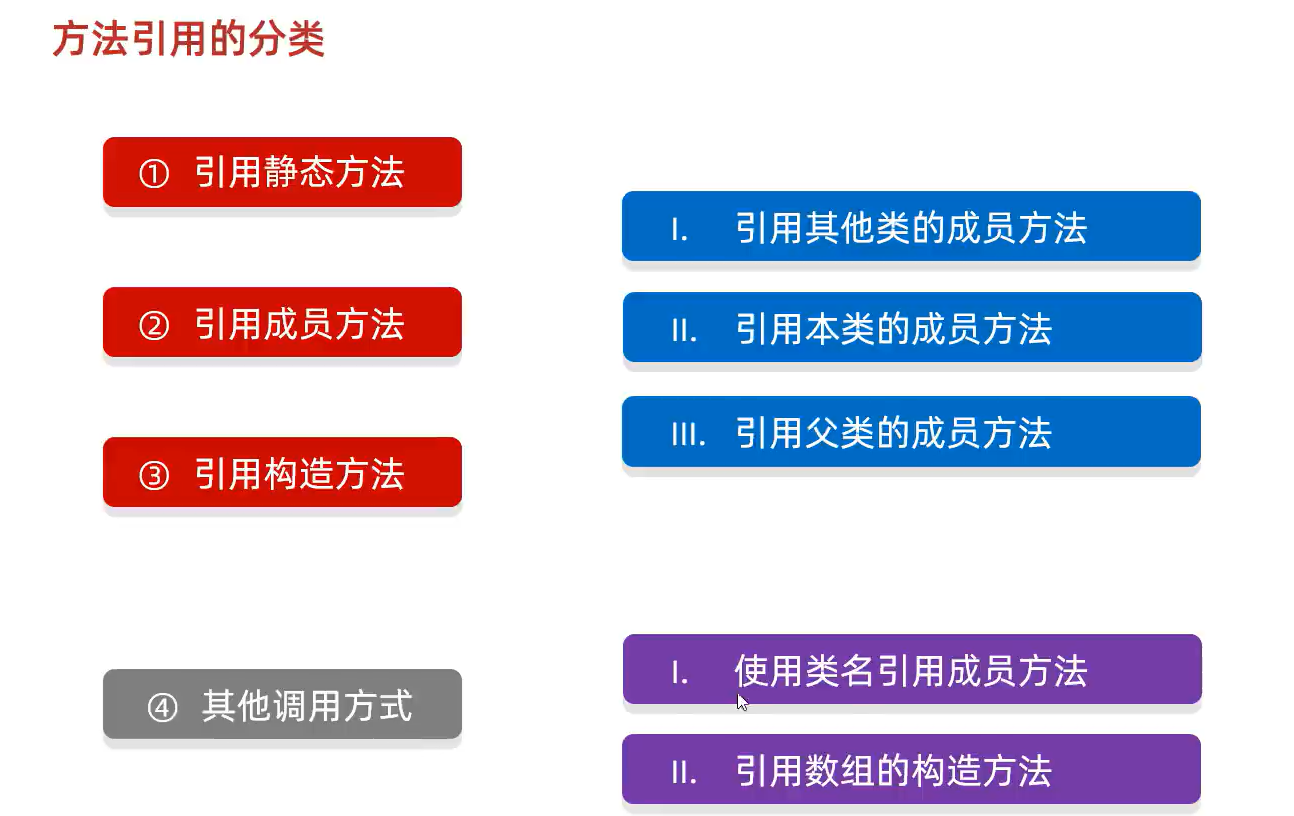 方法引用的分类
① 引用静态方法
② 引用成员方法
I. 引用其他类的成员方法
II. 引用本类的成员方法
III. 引用父类的成员方法
③ 引用构造方法
④ 其他调用方式
I. 使用类名引用成员方法
II. 引用数组的构造方法